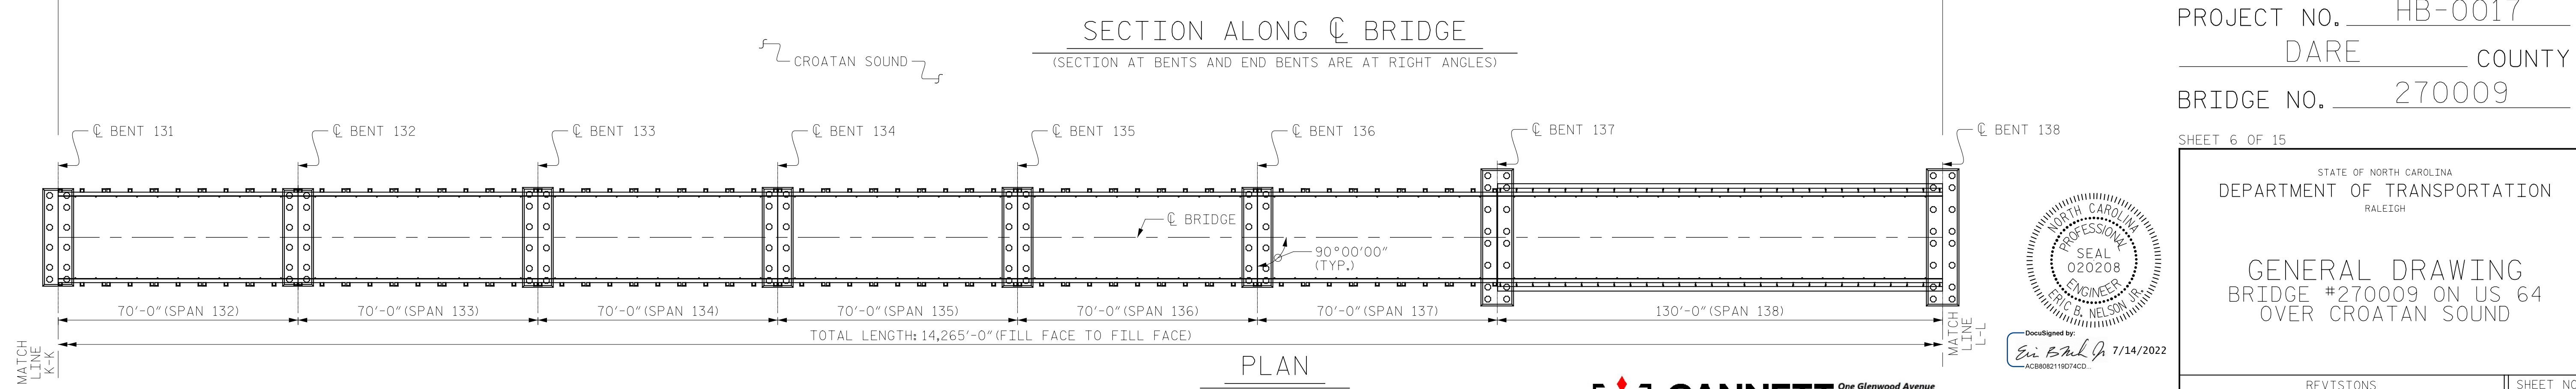 SECTION ALONG ℄ BRIDGE
(SECTION AT BENTS AND END BENTS ARE AT RIGHT ANGLES)
CROATAN SOUND
℄ BENT 131
℄ BENT 132
℄ BENT 133
℄ BENT 134
℄ BENT 135
℄ BENT 136
℄ BENT 137
℄ BENT 138
℄ BRIDGE
90°00'00"
(TYP.)
70'-0"(SPAN 132)
70'-0"(SPAN 133)
70'-0"(SPAN 134)
70'-0"(SPAN 135)
70'-0"(SPAN 136)
70'-0"(SPAN 137)
130'-0"(SPAN 138)
TOTAL LENGTH: 14,265'-0"(FILL FACE TO FILL FACE)
MATCH
LINE
K-K
MATCH
LINE
L-L
PLAN
PROJECT NO. HB-0017
DARE COUNTY
BRIDGE NO. 270009
SHEET 6 OF 15
STATE OF NORTH CAROLINA
DEPARTMENT OF TRANSPORTATION
RALEIGH
GENERAL DRAWING
BRIDGE #270009 ON US 64
OVER CROATAN SOUND
REVISIONS
NORTH CAROLINA
PROFESSIONAL
SEAL
020208
ENGINEER
ERIC B. NELSON JR.
DocuSigned by:
7/14/2022
ACB8082119D74CD...
GANNETT
One Glenwood Avenue